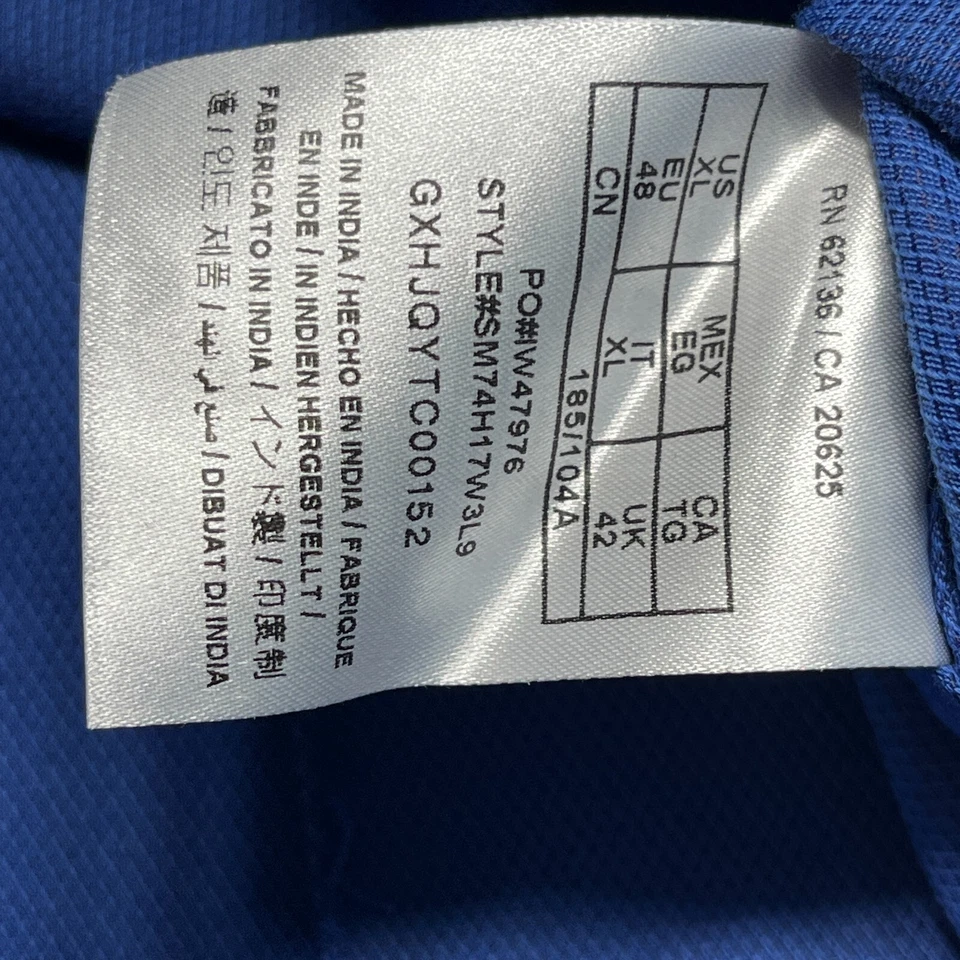 RN 62136 / CA 20625
US MEX CA
XL EG TG
EU IT UK
48 XL 42
CN 185/104A
PO#IW47976
STYLE#SM74H17W3L9
GXHJQYTC00152
MADE IN INDIA / HECHO EN INDIA / FABRIQUE
EN INDE / IN INDIEN HERGESTELLT /
FABBRICATO IN INDIA / インド製 / 印度制
造 / 인도 제품 / صنع في الهند / DIBUAT DI INDIA